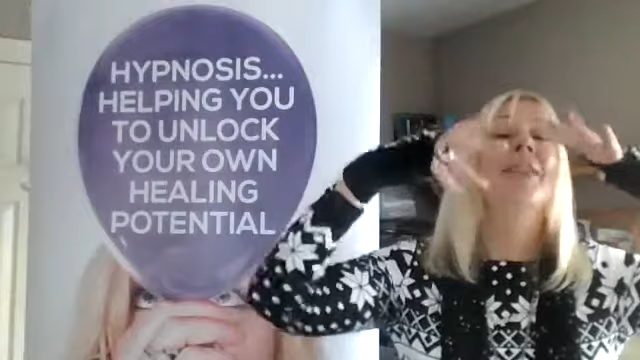 HYPNOSIS...
HELPING YOU
TO UNLOCK
YOUR OWN
HEALING
POTENTIAL